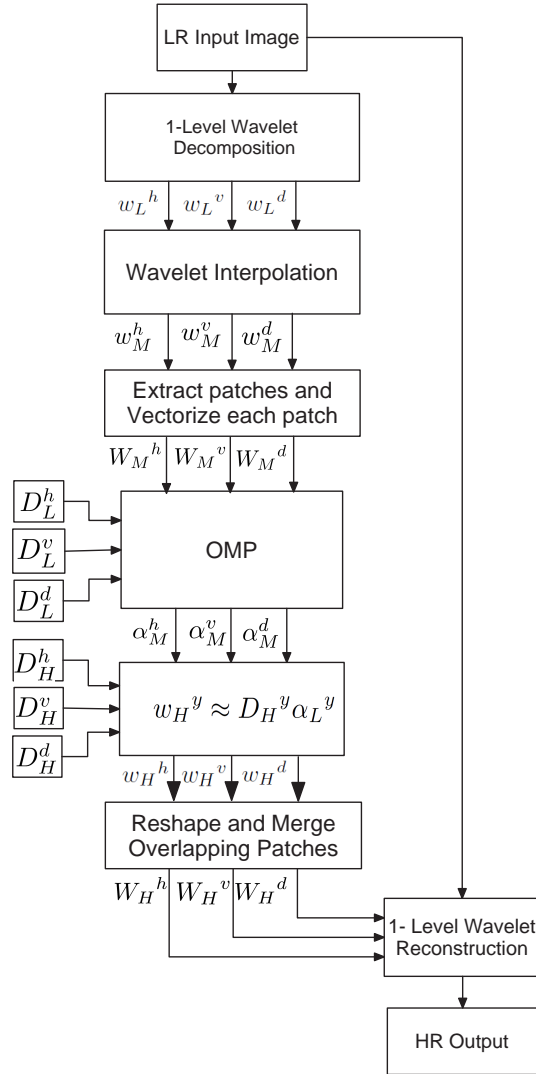 LR Input Image
1-Level Wavelet
Decomposition
w_L^h w_L^v w_L^d
Wavelet Interpolation
w_M^h w_M^v w_M^d
Extract patches and
Vectorize each patch
W_M^h W_M^v W_M^d
D_L^h
D_L^v
D_L^d
OMP
α_M^h α_M^v α_M^d
D_H^h
D_H^v
D_H^d
w_H^y ≈ D_H^y α_L^y
w_H^h w_H^v w_H^d
Reshape and Merge
Overlapping Patches
W_H^h W_H^v W_H^d
1- Level Wavelet
Reconstruction
HR Output